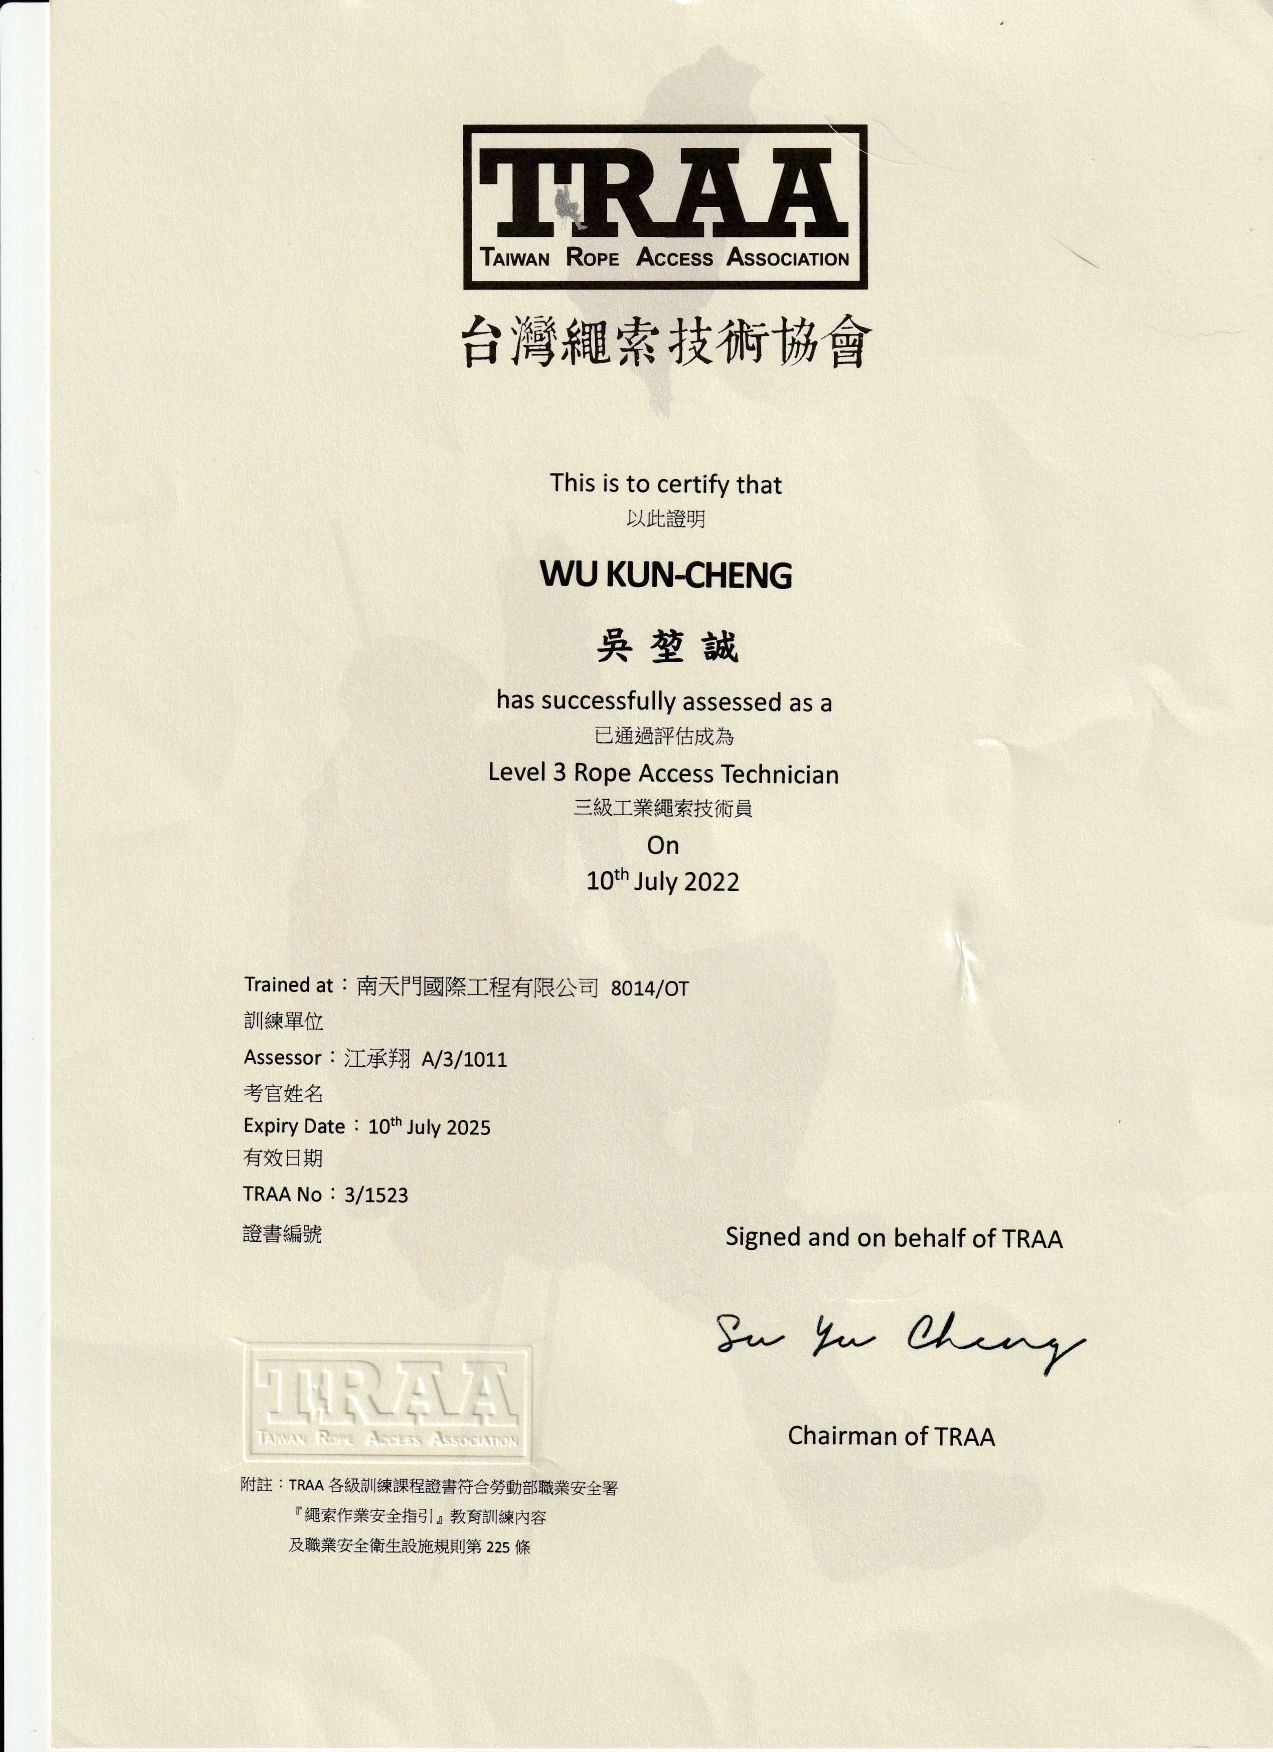 TRAA
TAIWAN ROPE ACCESS ASSOCIATION
台灣繩索技術協會
This is to certify that
以此證明
WU KUN-CHENG
吳堃誠
has successfully assessed as a
已通過評估成為
Level 3 Rope Access Technician
三級工業繩索技術員
On
10th July 2022
Trained at：南天門國際工程有限公司 8014/OT
訓練單位
Assessor：江承翔 A/3/1011
考官姓名
Expiry Date：10th July 2025
有效日期
TRAA No：3/1523
證書編號
Signed and on behalf of TRAA
Su Yu Cheng
Chairman of TRAA
TRAA
TAIWAN ROPE ACCESS ASSOCIATION
附註：TRAA 各級訓練課程證書符合勞動部職業安全署
『繩索作業安全指引』教育訓練內容
及職業安全衛生設施規則第 225 條